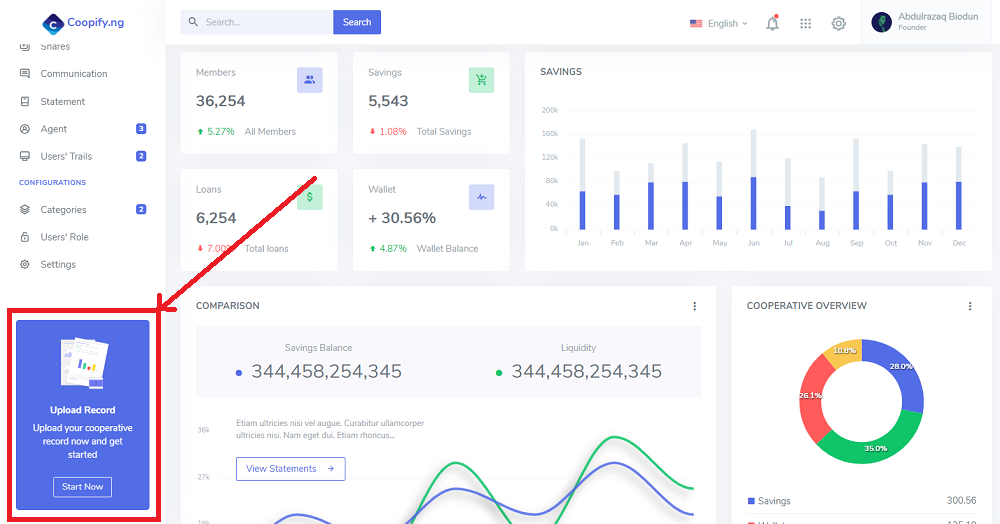 Coopify.ng
Search...
Search
English
Abdulrazaq Biodun
Founder
Shares
Communication
Statement
Agent 3
Users' Trails 2
CONFIGURATIONS
Categories 2
Users' Role
Settings
Upload Record
Upload your cooperative
record now and get
started
Start Now
Members
36,254
5.27% All Members
Savings
5,543
1.08% Total Savings
Loans
$
6,254
7.00% Total loans
Wallet
+ 30.56%
4.87% Wallet Balance
SAVINGS
200k
160k
120k
80k
40k
0k
Jan Feb Mar Apr May Jun Jul Aug Sep Oct Nov Dec
COMPARISON
Savings Balance
344,458,254,345
Liquidity
344,458,254,345
Etiam ultricies nisi vel augue. Curabitur ullamcorper
ultricies nisi. Nam eget dui. Etiam rhoncus...
View Statements
36k
27k
18k
COOPERATIVE OVERVIEW
10.8%
28.0%
26.1%
35.0%
Savings 300.56